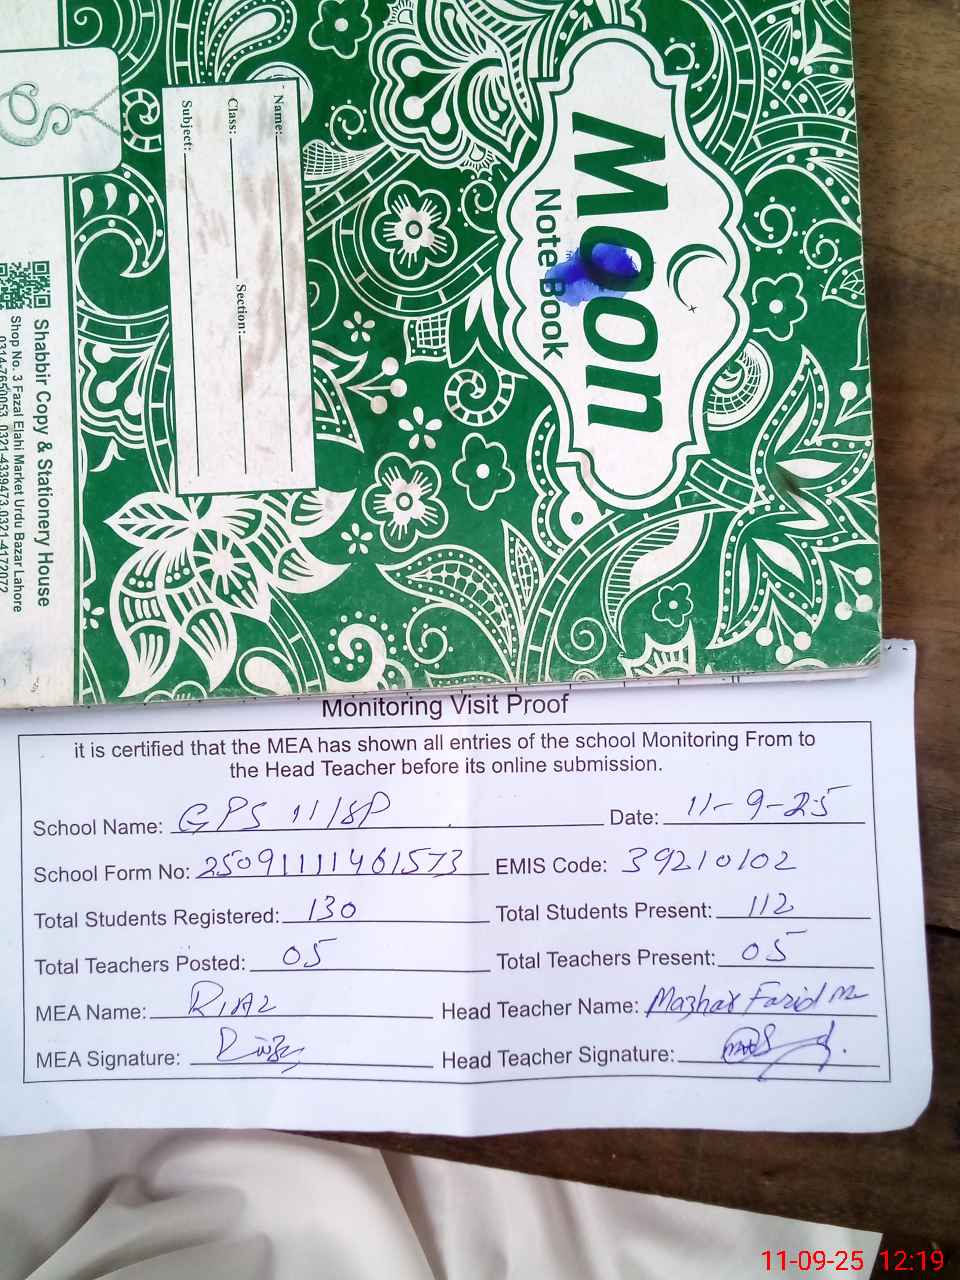 Moon
Note Book
Name:
Class: Section:
Subject:
Shabbir Copy & Stationery House
Shop No. 3 Fazal Elahi Market Urdu Bazar Lahore
Monitoring Visit Proof
it is certified that the MEA has shown all entries of the school Monitoring From to
the Head Teacher before its online submission.
School Name: GPS 11/SP Date: 11-9-25
School Form No: 2509111461573 EMIS Code: 39210102
Total Students Registered: 130 Total Students Present: 112
Total Teachers Posted: 05 Total Teachers Present: 05
MEA Name: RIAZ Head Teacher Name: Mazhar Farid
MEA Signature: Head Teacher Signature:
11-09-25 12:19